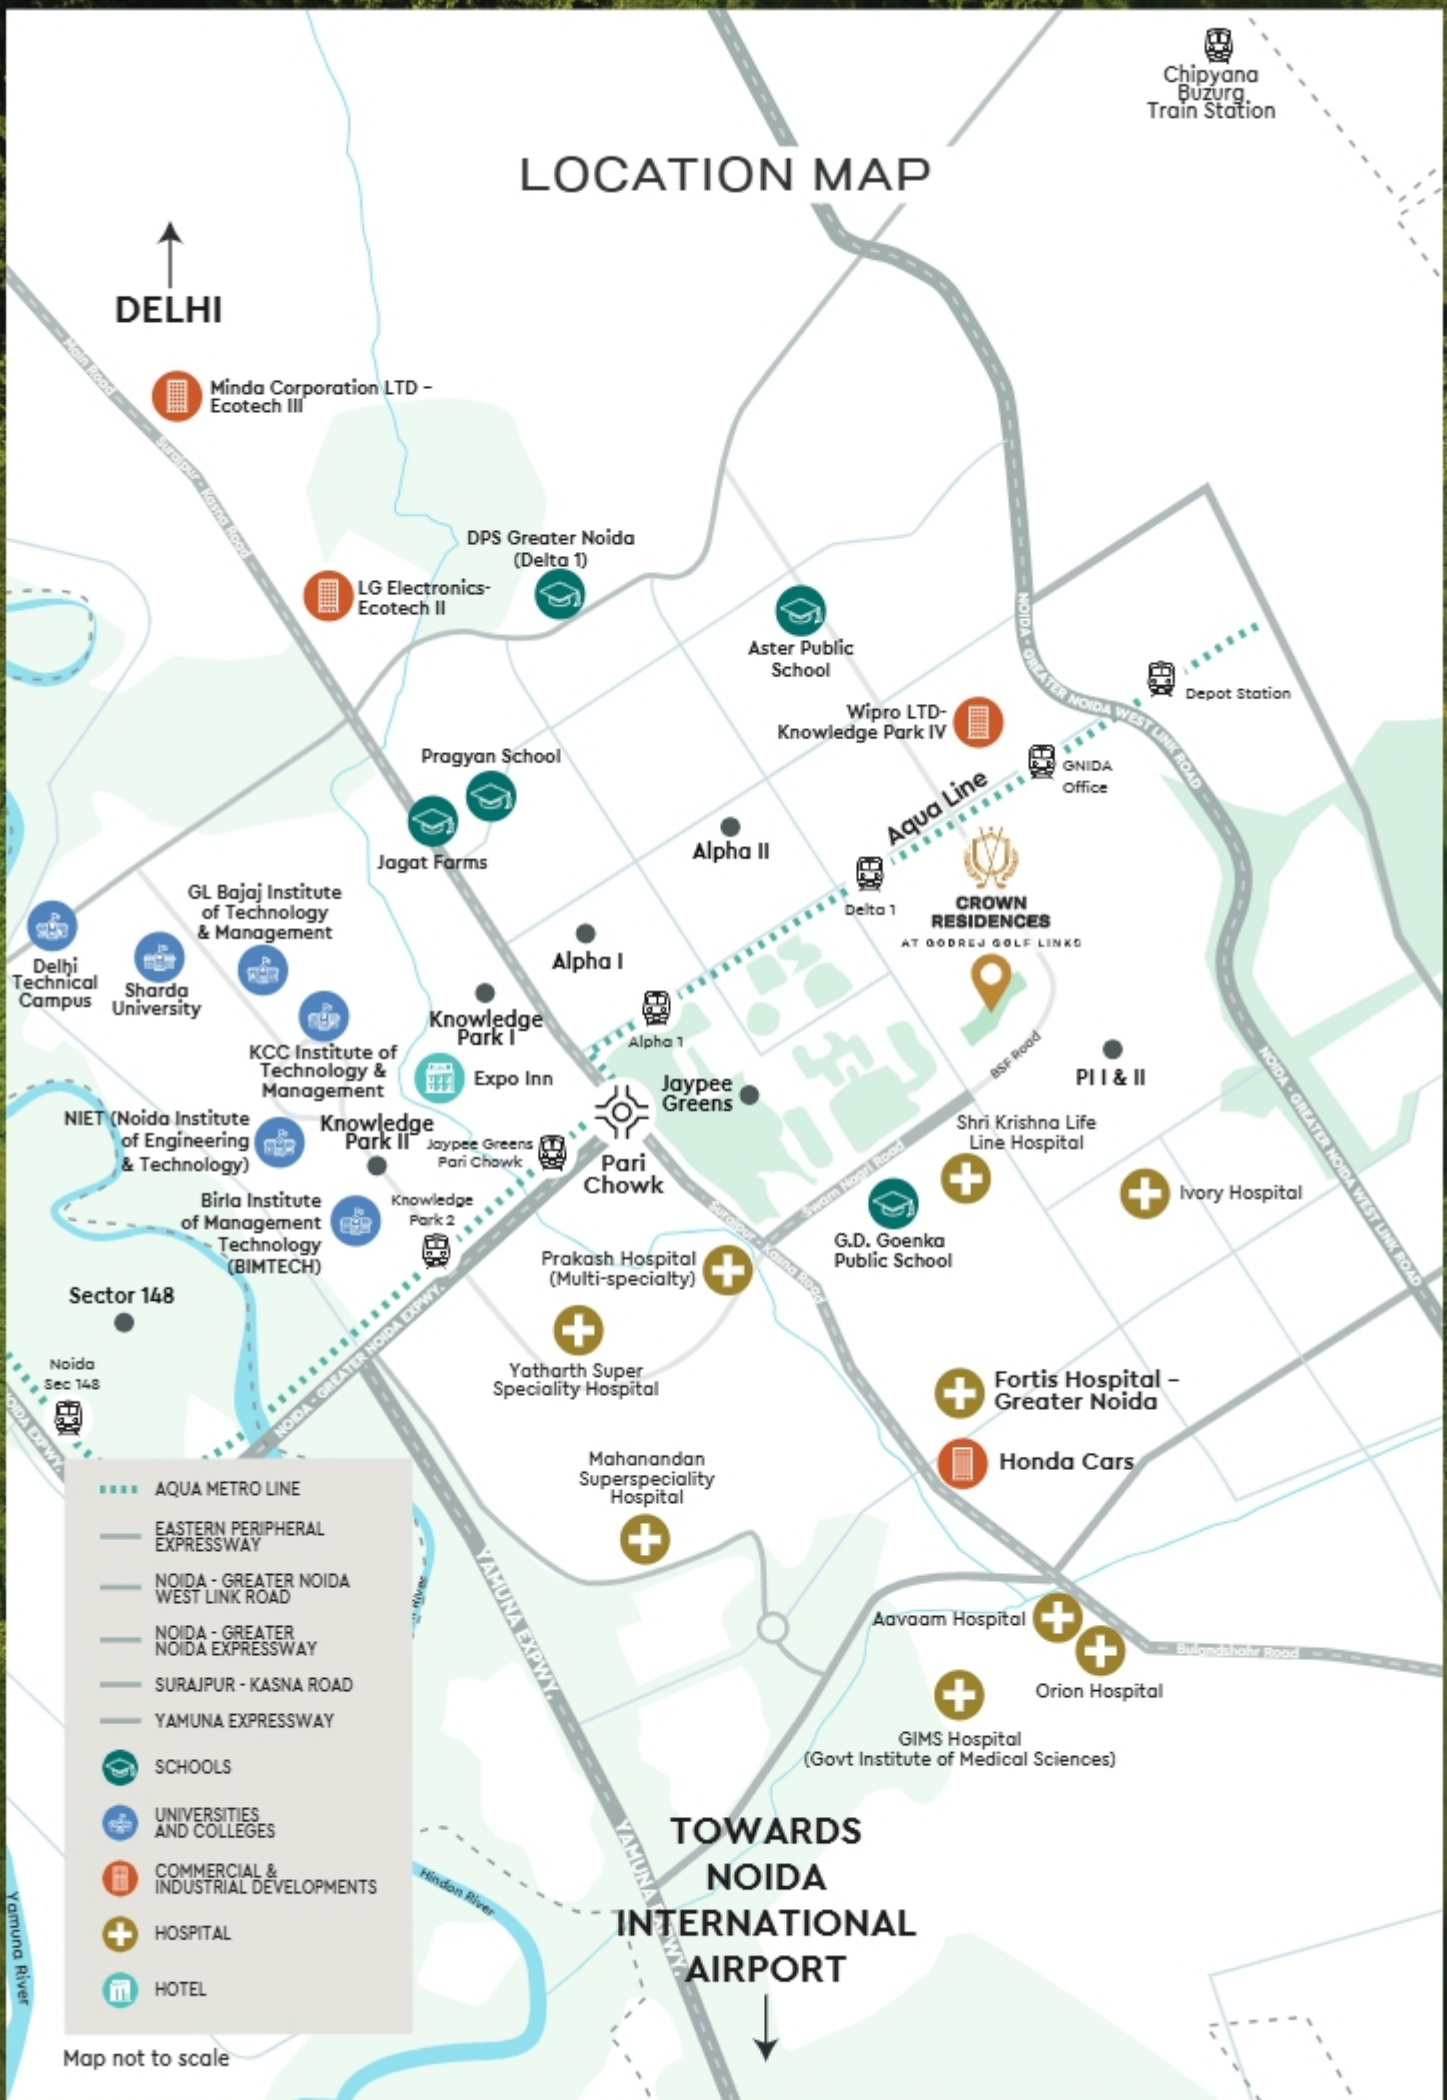 Chipyana
Buzurg
Train Station
LOCATION MAP
DELHI
Main Road
Minda Corporation LTD -
Ecotech III
Surajpur - Kasna Road
DPS Greater Noida
(Delta 1)
LG Electronics-
Ecotech II
Aster Public
School
NOIDA - GREATER NOIDA WEST LINK ROAD
Depot Station
Wipro LTD-
Knowledge Park IV
GNIDA
Office
Pragyan School
Jagat Farms
Aqua Line
Alpha II
Delta 1
CROWN
RESIDENCES
AT GODREJ GOLF LINKS
GL Bajaj Institute
of Technology
& Management
Delhi
Technical
Campus
Sharda
University
Alpha I
Knowledge
Park I
KCC Institute of
Technology &
Management
Expo Inn
Alpha 1
Jaypee
Greens
BSF Road
PI I & II
NOIDA - GREATER NOIDA WEST LINK ROAD
NIET (Noida Institute
of Engineering
& Technology)
Knowledge
Park II
Jaypee Greens
Pari Chowk
Pari
Chowk
Shri Krishna Life
Line Hospital
Ivory Hospital
Swarn Nagri Road
Surajpur - Kasna Road
G.D. Goenka
Public School
Birla Institute
of Management
Technology
(BIMTECH)
Knowledge
Park 2
Prakash Hospital
(Multi-specialty)
Sector 148
NOIDA - GREATER NOIDA EXPWY.
Noida
Sec 148
NOIDA EXPWY.
Yatharth Super
Speciality Hospital
Fortis Hospital -
Greater Noida
Honda Cars
Mahanandan
Superspeciality
Hospital
YAMUNA EXPWY.
Aavaam Hospital
Orion Hospital
Bulandshahr Road
GIMS Hospital
(Govt Institute of Medical Sciences)
AQUA METRO LINE
EASTERN PERIPHERAL
EXPRESSWAY
NOIDA - GREATER NOIDA
WEST LINK ROAD
NOIDA - GREATER
NOIDA EXPRESSWAY
SURAJPUR - KASNA ROAD
YAMUNA EXPRESSWAY
SCHOOLS
UNIVERSITIES
AND COLLEGES
COMMERCIAL &
INDUSTRIAL DEVELOPMENTS
HOSPITAL
HOTEL
River
Hindon River
Yamuna River
YAMUNA EXPWY.
TOWARDS
NOIDA
INTERNATIONAL
AIRPORT
Map not to scale